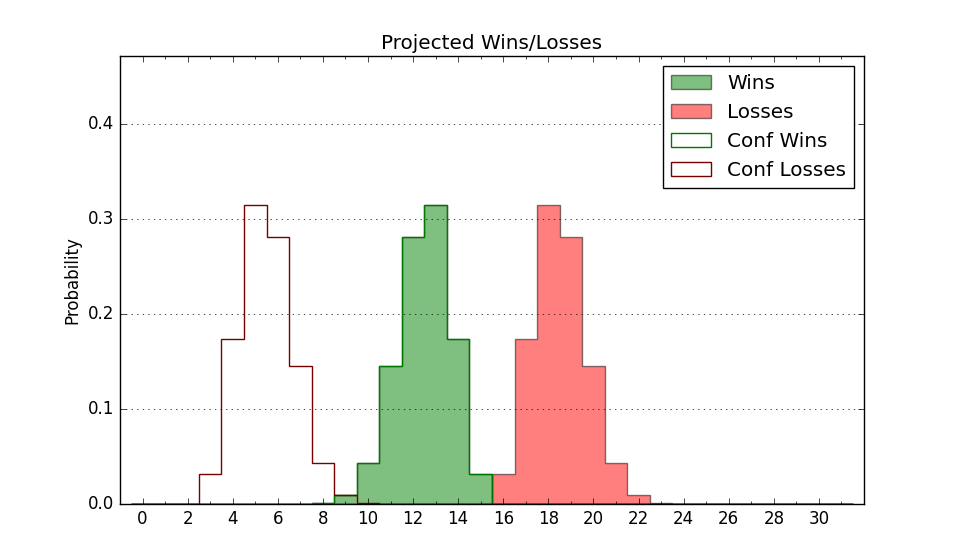 Projected Wins/Losses
Wins
Losses
Conf Wins
Conf Losses
Probability
0.4
0.3
0.2
0.1
0.0
0 2 4 6 8 10 12 14 16 18 20 22 24 26 28 30